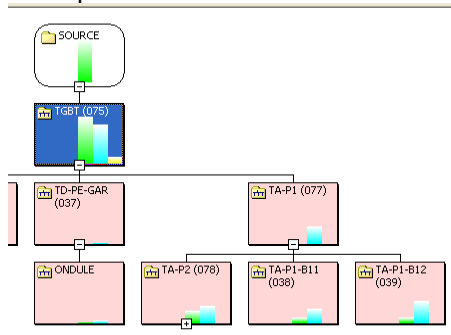 SOURCE
TGBT (075)
TD-PE-GAR
(037)
TA-P1 (077)
ONDULE
TA-P2 (078)
TA-P1-B11
(038)
TA-P1-B12
(039)